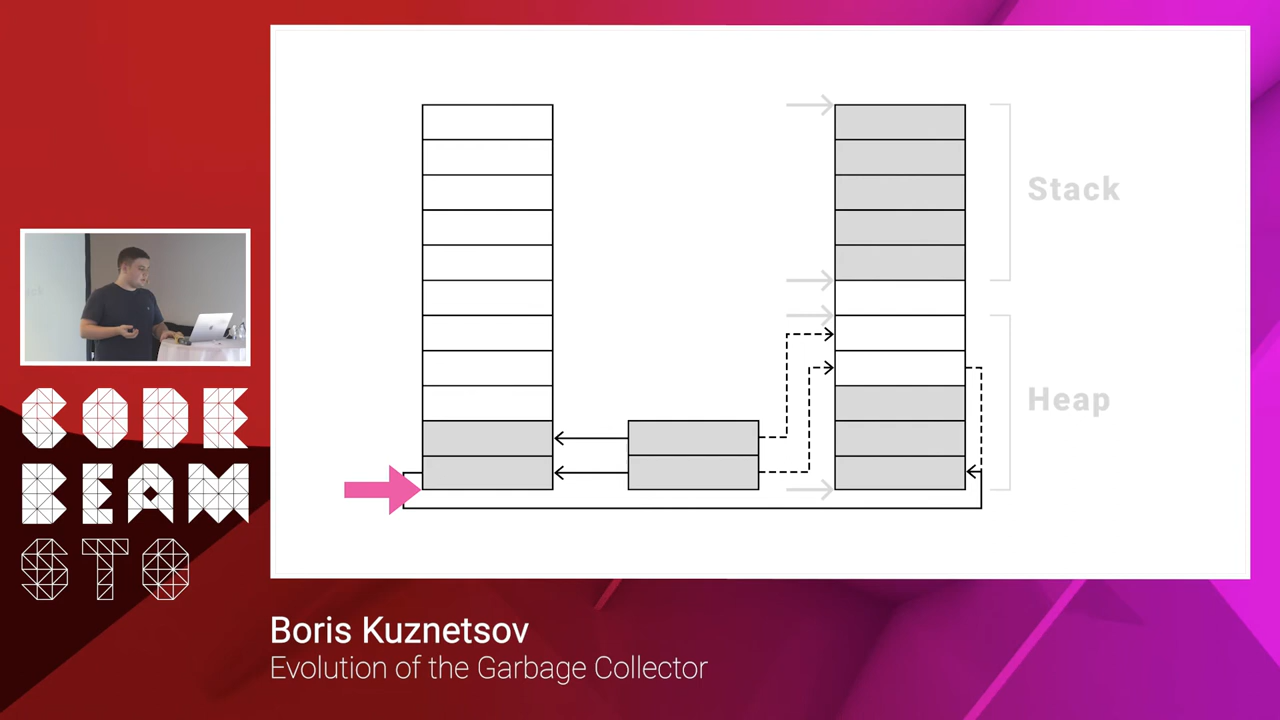 Stack
Heap
CODE
BEAM
STO
Boris Kuznetsov
Evolution of the Garbage Collector